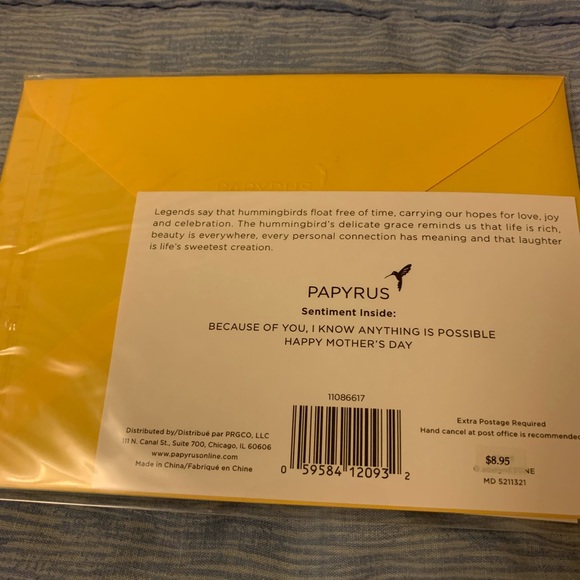 PAPYRUS
Legends say that hummingbirds float free of time, carrying our hopes for love, joy
and celebration. The hummingbird's delicate grace reminds us that life is rich,
beauty is everywhere, every personal connection has meaning and that laughter
is life's sweetest creation.
PAPYRUS
Sentiment Inside:
BECAUSE OF YOU, I KNOW ANYTHING IS POSSIBLE
HAPPY MOTHER'S DAY
11086617
Distributed by/Distribué par PRGCO, LLC
111 N. Canal St., Suite 700, Chicago, IL 60606
www.papyrusonline.com
Made in China/Fabriqué en Chine
0 59584 12093 2
Extra Postage Required
Hand cancel at post office is recommended
$8.95
MD 5211321